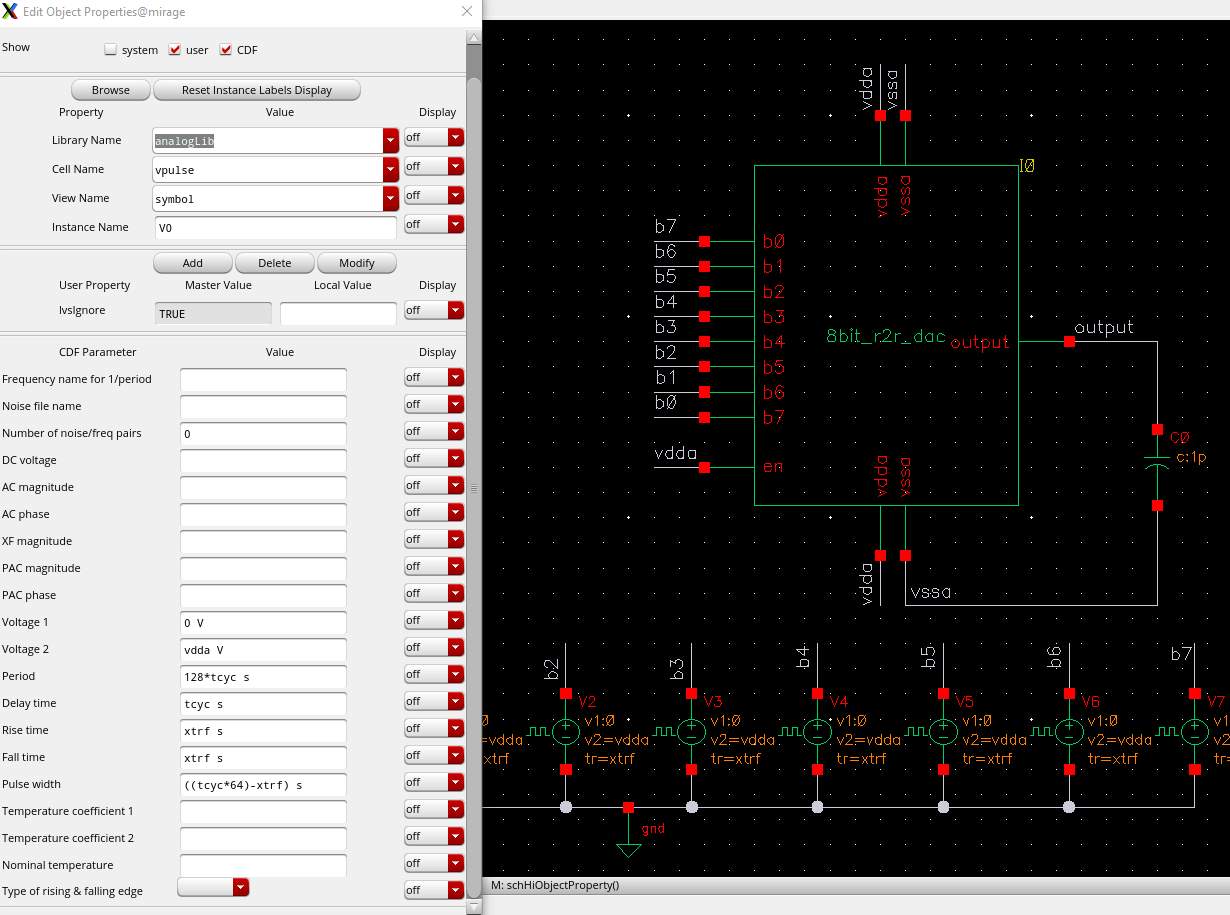 Edit Object Properties@mirage
Show
system
user
CDF
Browse
Reset Instance Labels Display
Property
Value
Display
Library Name
analogLib
off
Cell Name
vpulse
off
View Name
symbol
off
Instance Name
V0
off
Add
Delete
Modify
User Property
Master Value
Local Value
Display
lvsIgnore
TRUE
off
CDF Parameter
Value
Display
Frequency name for 1/period
off
Noise file name
off
Number of noise/freq pairs
0
off
DC voltage
off
AC magnitude
off
AC phase
off
XF magnitude
off
PAC magnitude
off
PAC phase
off
Voltage 1
0 V
off
Voltage 2
vdda V
off
Period
128*tcyc s
off
Delay time
tcyc s
off
Rise time
xtrf s
off
Fall time
xtrf s
off
Pulse width
((tcyc*64)-xtrf) s
off
Temperature coefficient 1
off
Temperature coefficient 2
off
Nominal temperature
off
Type of rising & falling edge
off
vdda
vssa
I0
vdda
vssa
b7
b0
b6
b1
b5
b2
b4
b3
b3
b4
b2
b5
b1
b6
b0
b7
vdda
en
8bit_r2r_dac
output
output
C0
c:1p
vdda
vssa
vdda
vssa
b2
b3
b4
b5
b6
b7
V2
V3
V4
V5
V6
V7
v1:0
v1:0
v1:0
v1:0
v1:0
=vdda
v2=vdda
v2=vdda
v2=vdda
v2=vdda
v2=vdda
xtrf
tr=xtrf
tr=xtrf
tr=xtrf
tr=xtrf
tr=xtrf
gnd
M: schHiObjectProperty()